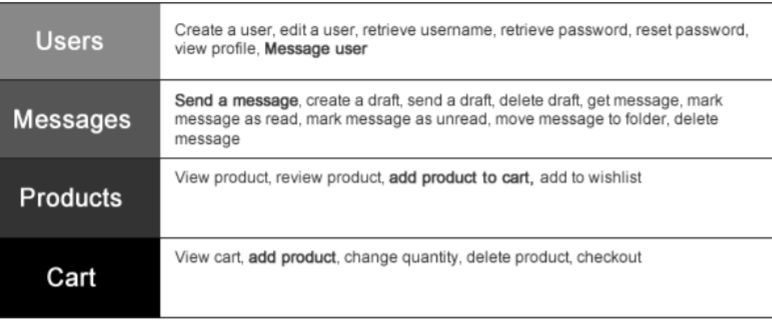 Users
Create a user, edit a user, retrieve username, retrieve password, reset password,
view profile, Message user
Messages
Send a message, create a draft, send a draft, delete draft, get message, mark
message as read, mark message as unread, move message to folder, delete
message
Products
View product, review product, add product to cart, add to wishlist
Cart
View cart, add product, change quantity, delete product, checkout